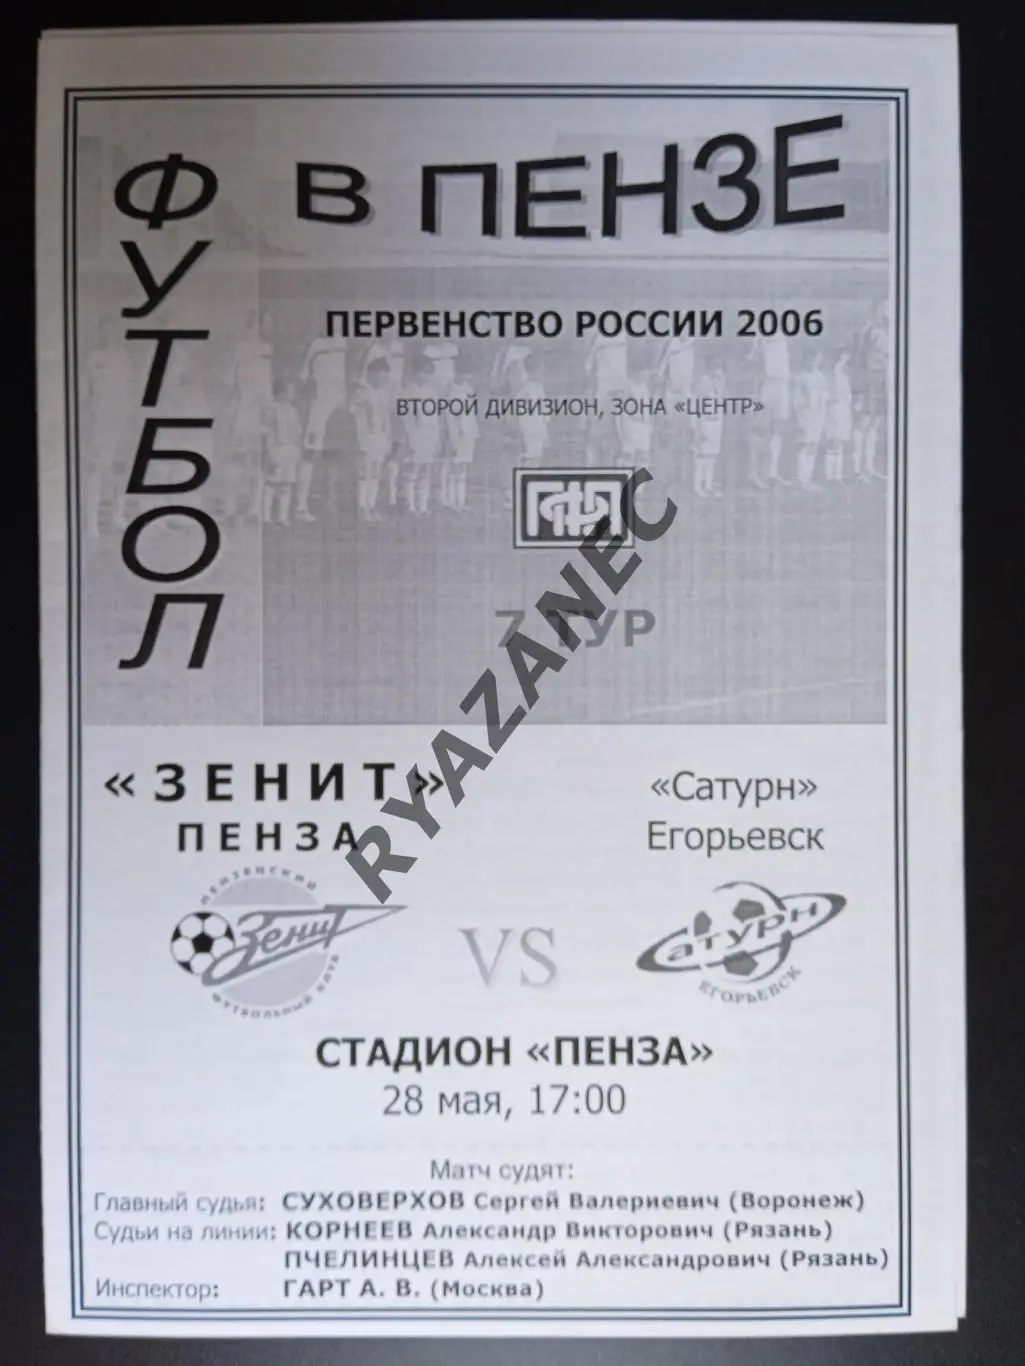 ФУТБОЛ
В ПЕНЗЕ
ПЕРВЕНСТВО РОССИИ 2006
ВТОРОЙ ДИВИЗИОН, ЗОНА «ЦЕНТР»
7 ТУР
RYAZANEC
«ЗЕНИТ»
ПЕНЗА
«Сатурн»
Егорьевск
ПЕНЗЕНСКИЙ
Зенит
ФУТБОЛЬНЫЙ КЛУБ
VS
Сатурн
ЕГОРЬЕВСК
СТАДИОН «ПЕНЗА»
28 мая, 17:00
Матч судят:
Главный судья: СУХОВЕРХОВ Сергей Валериевич (Воронеж)
Судьи на линии: КОРНЕЕВ Александр Викторович (Рязань)
ПЧЕЛИНЦЕВ Алексей Александрович (Рязань)
Инспектор: ГАРТ А. В. (Москва)